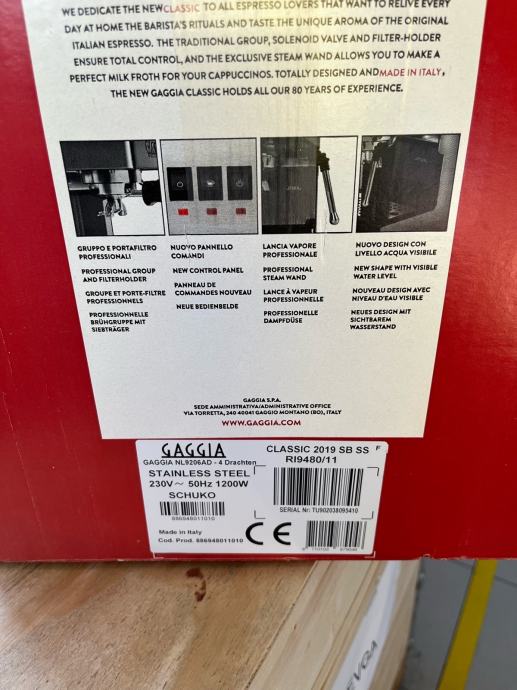 WE DEDICATE THE NEW CLASSIC TO ALL ESPRESSO LOVERS THAT WANT TO RELIVE EVERY
DAY AT HOME THE BARISTA'S RITUALS AND TASTE THE UNIQUE AROMA OF THE ORIGINAL
ITALIAN ESPRESSO. THE TRADITIONAL GROUP, SOLENOID VALVE AND FILTER-HOLDER
ENSURE TOTAL CONTROL, AND THE EXCLUSIVE STEAM WAND ALLOWS YOU TO MAKE A
PERFECT MILK FROTH FOR YOUR CAPPUCCINOS. TOTALLY DESIGNED AND MADE IN ITALY,
THE NEW GAGGIA CLASSIC HOLDS ALL OUR 80 YEARS OF EXPERIENCE.
GRUPPO E PORTAFILTRO
PROFESSIONALI
PROFESSIONAL GROUP
AND FILTERHOLDER
GROUPE ET PORTE-FILTRE
PROFESSIONNELS
PROFESSIONNELLE
BRÜHGRUPPE MIT
SIEBTRÄGER
NUOVO PANNELLO
COMANDI
NEW CONTROL PANEL
PANNEAU DE
COMMANDES NOUVEAU
NEUE BEDIENBELDE
LANCIA VAPORE
PROFESSIONALE
PROFESSIONAL
STEAM WAND
LANCE À VAPEUR
PROFESSIONNELLE
PROFESSIONELLE
DAMPFDÜSE
NUOVO DESIGN CON
LIVELLO ACQUA VISIBILE
NEW SHAPE WITH VISIBLE
WATER LEVEL
NOUVEAU DESIGN AVEC
NIVEAU D'EAU VISIBLE
NEUES DESIGN MIT
SICHTBAREM
WASSERSTAND
GAGGIA S.P.A.
SEDE AMMINISTRATIVA/ADMINISTRATIVE OFFICE
VIA TORRETTA, 240 40041 GAGGIO MONTANO (BO), ITALY
WWW.GAGGIA.COM
GAGGIA
GAGGIA NL9206AD - 4 Drachten
STAINLESS STEEL
230V ~ 50Hz 1200W
SCHUKO
886948011010
Made in Italy
Cod. Prod. 886948011010
CLASSIC 2019 SB SS F
RI9480/11
SERIAL Nr: TU902038095410
CE